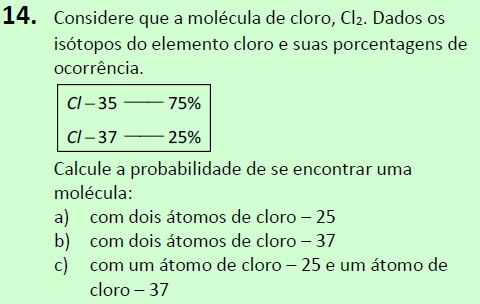 14. Considere que a molécula de cloro, Cl₂. Dados os
isótopos do elemento cloro e suas porcentagens de
ocorrência.
Cl – 35 —— 75%
Cl – 37 —— 25%
Calcule a probabilidade de se encontrar uma
molécula:
a) com dois átomos de cloro – 25
b) com dois átomos de cloro – 37
c) com um átomo de cloro – 25 e um átomo de
cloro – 37